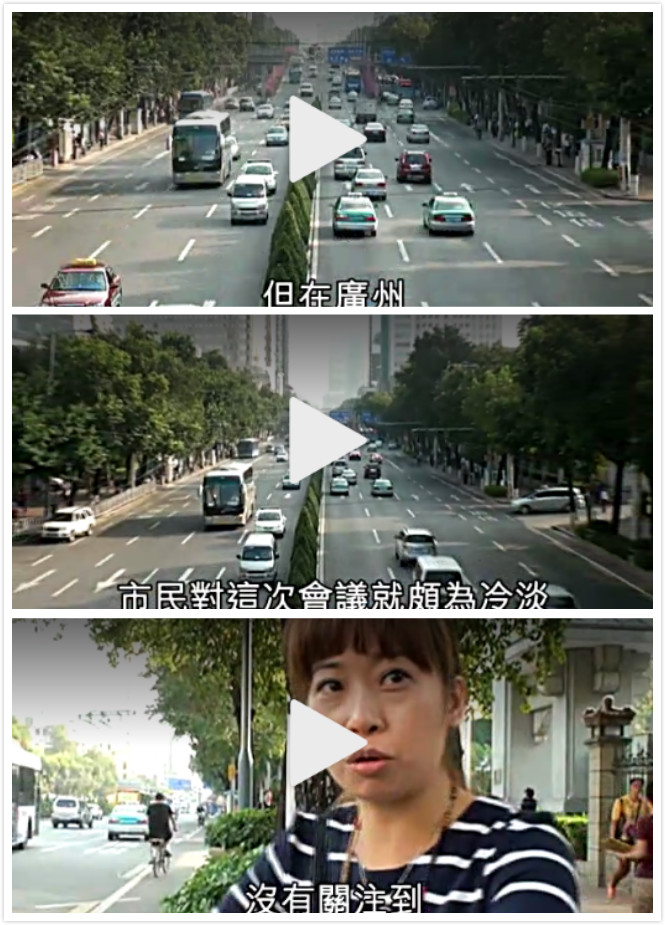 但在廣州
市民對這次會議就頗為冷淡
沒有關注到